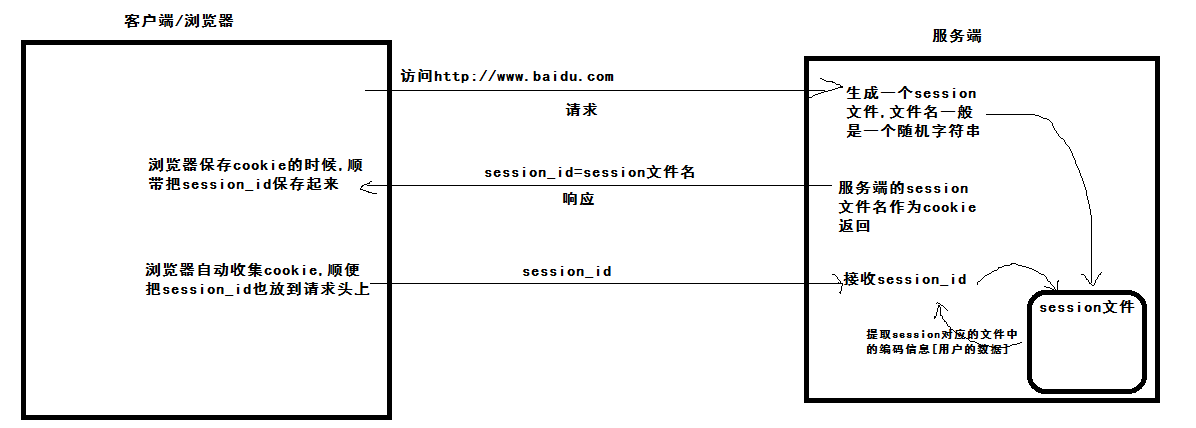 客户端/浏览器
服务端
访问http://www.baidu.com
请求
生成一个session
文件,文件名一般
是一个随机字符串
浏览器保存cookie的时候,顺
带把session_id保存起来
session_id=session文件名
响应
服务端的session
文件名作为cookie
返回
浏览器自动收集cookie,顺便
把session_id也放到请求头上
session_id
接收session_id
session文件
提取session对应的文件中
的编码信息[用户的数据]